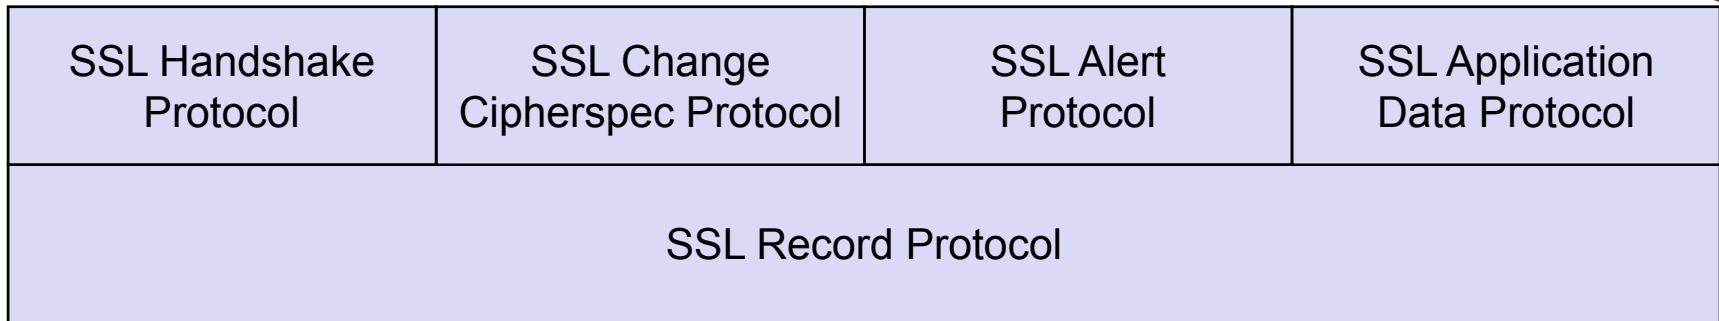 SSL Handshake
Protocol
SSL Change
Cipherspec Protocol
SSL Alert
Protocol
SSL Application
Data Protocol
SSL Record Protocol